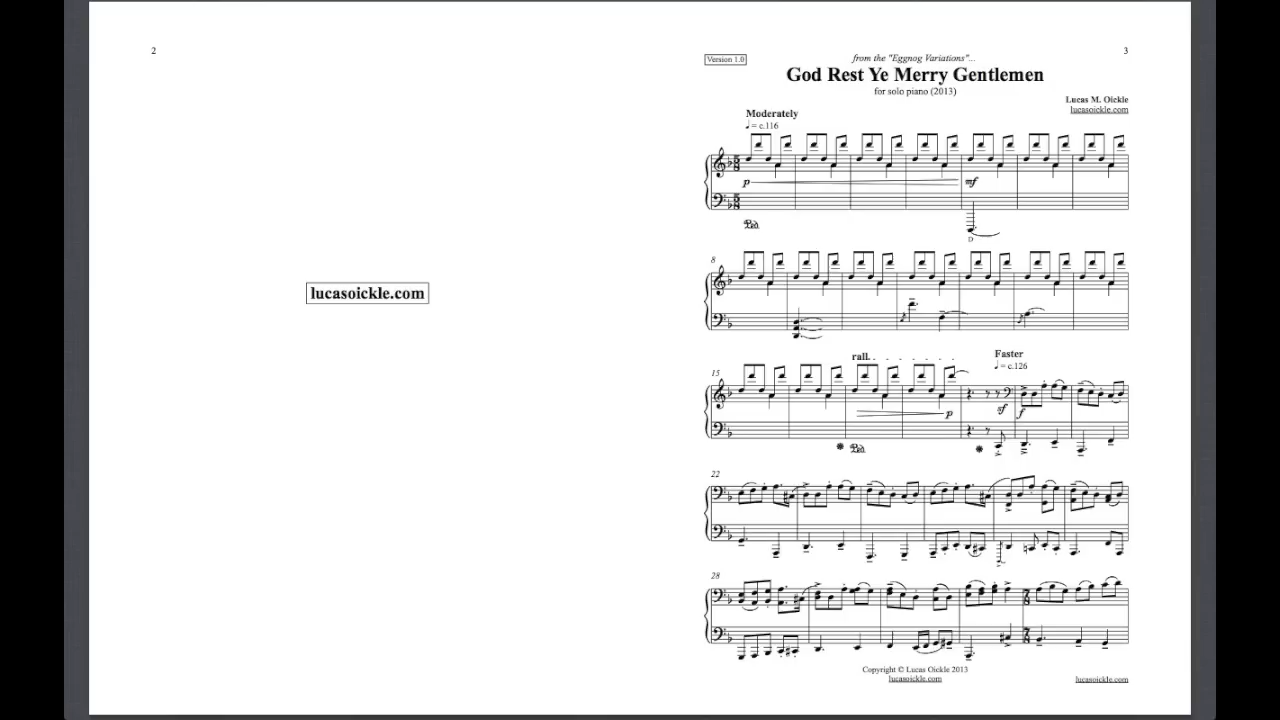 2
lucasoickle.com
3
Version 1.0
from the "Eggnog Variations"...
God Rest Ye Merry Gentlemen
for solo piano (2013)
Lucas M. Oickle
lucasoickle.com
Moderately
♩ = c.116
p
mf
D
8
15
rall.
Faster
♩ = c.126
p
sf
f
22
28
Copyright © Lucas Oickle 2013
lucasoickle.com
lucasoickle.com